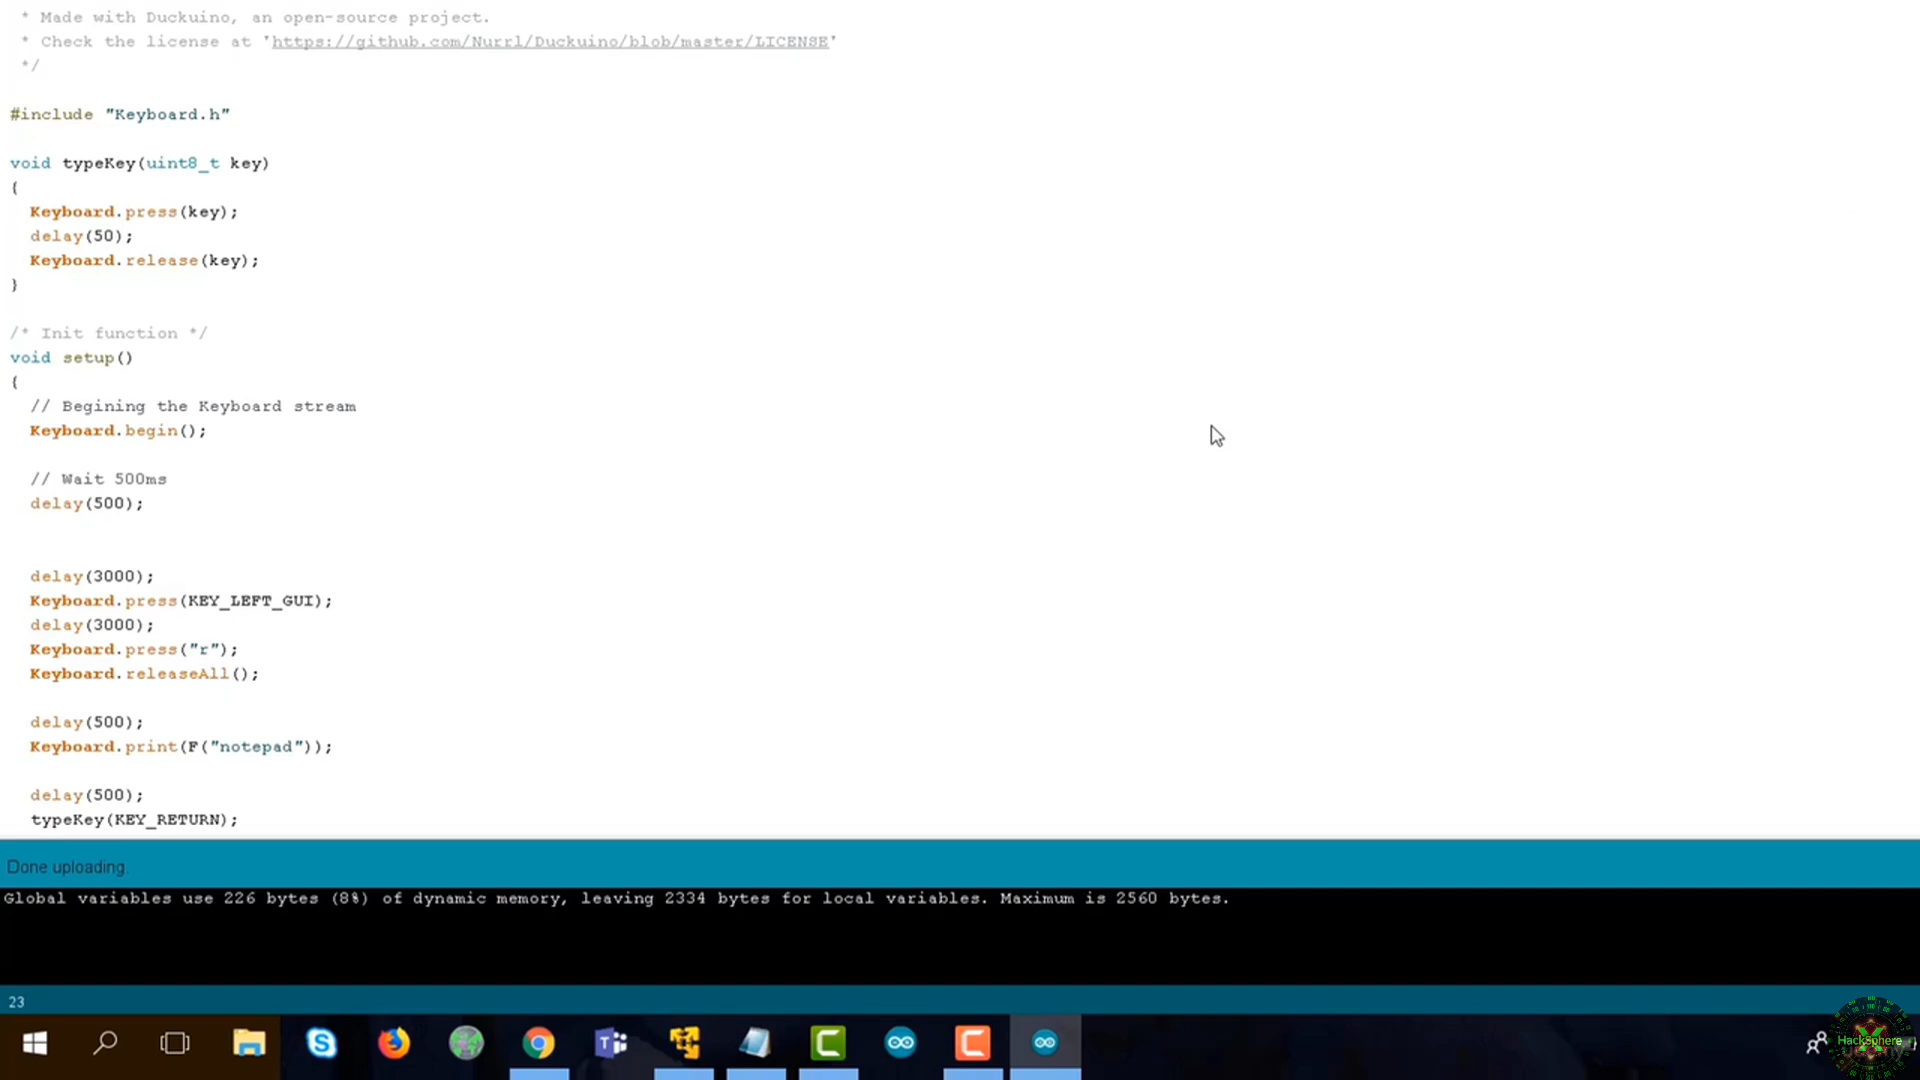 * Made with Duckuino, an open-source project.
* Check the license at 'https://github.com/Nurrl/Duckuino/blob/master/LICENSE'
*/
#include "Keyboard.h"
void typeKey(uint8_t key)
{
Keyboard.press(key);
delay(50);
Keyboard.release(key);
}
/* Init function */
void setup()
{
// Begining the Keyboard stream
Keyboard.begin();
// Wait 500ms
delay(500);
delay(3000);
Keyboard.press(KEY_LEFT_GUI);
delay(3000);
Keyboard.press("r");
Keyboard.releaseAll();
delay(500);
Keyboard.print(F("notepad"));
delay(500);
typeKey(KEY_RETURN);
Done uploading.
Global variables use 226 bytes (8%) of dynamic memory, leaving 2334 bytes for local variables. Maximum is 2560 bytes.
23
HackSphere